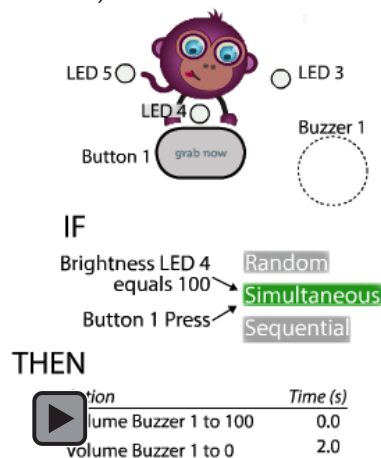 LED 5
LED 3
LED 4
Buzzer 1
Button 1
grab now
IF
Brightness LED 4
equals 100
Button 1 Press
Random
Simultaneous
Sequential
THEN
Time (s)
Buzzer 1 to 100 0.0
Volume Buzzer 1 to 0 2.0